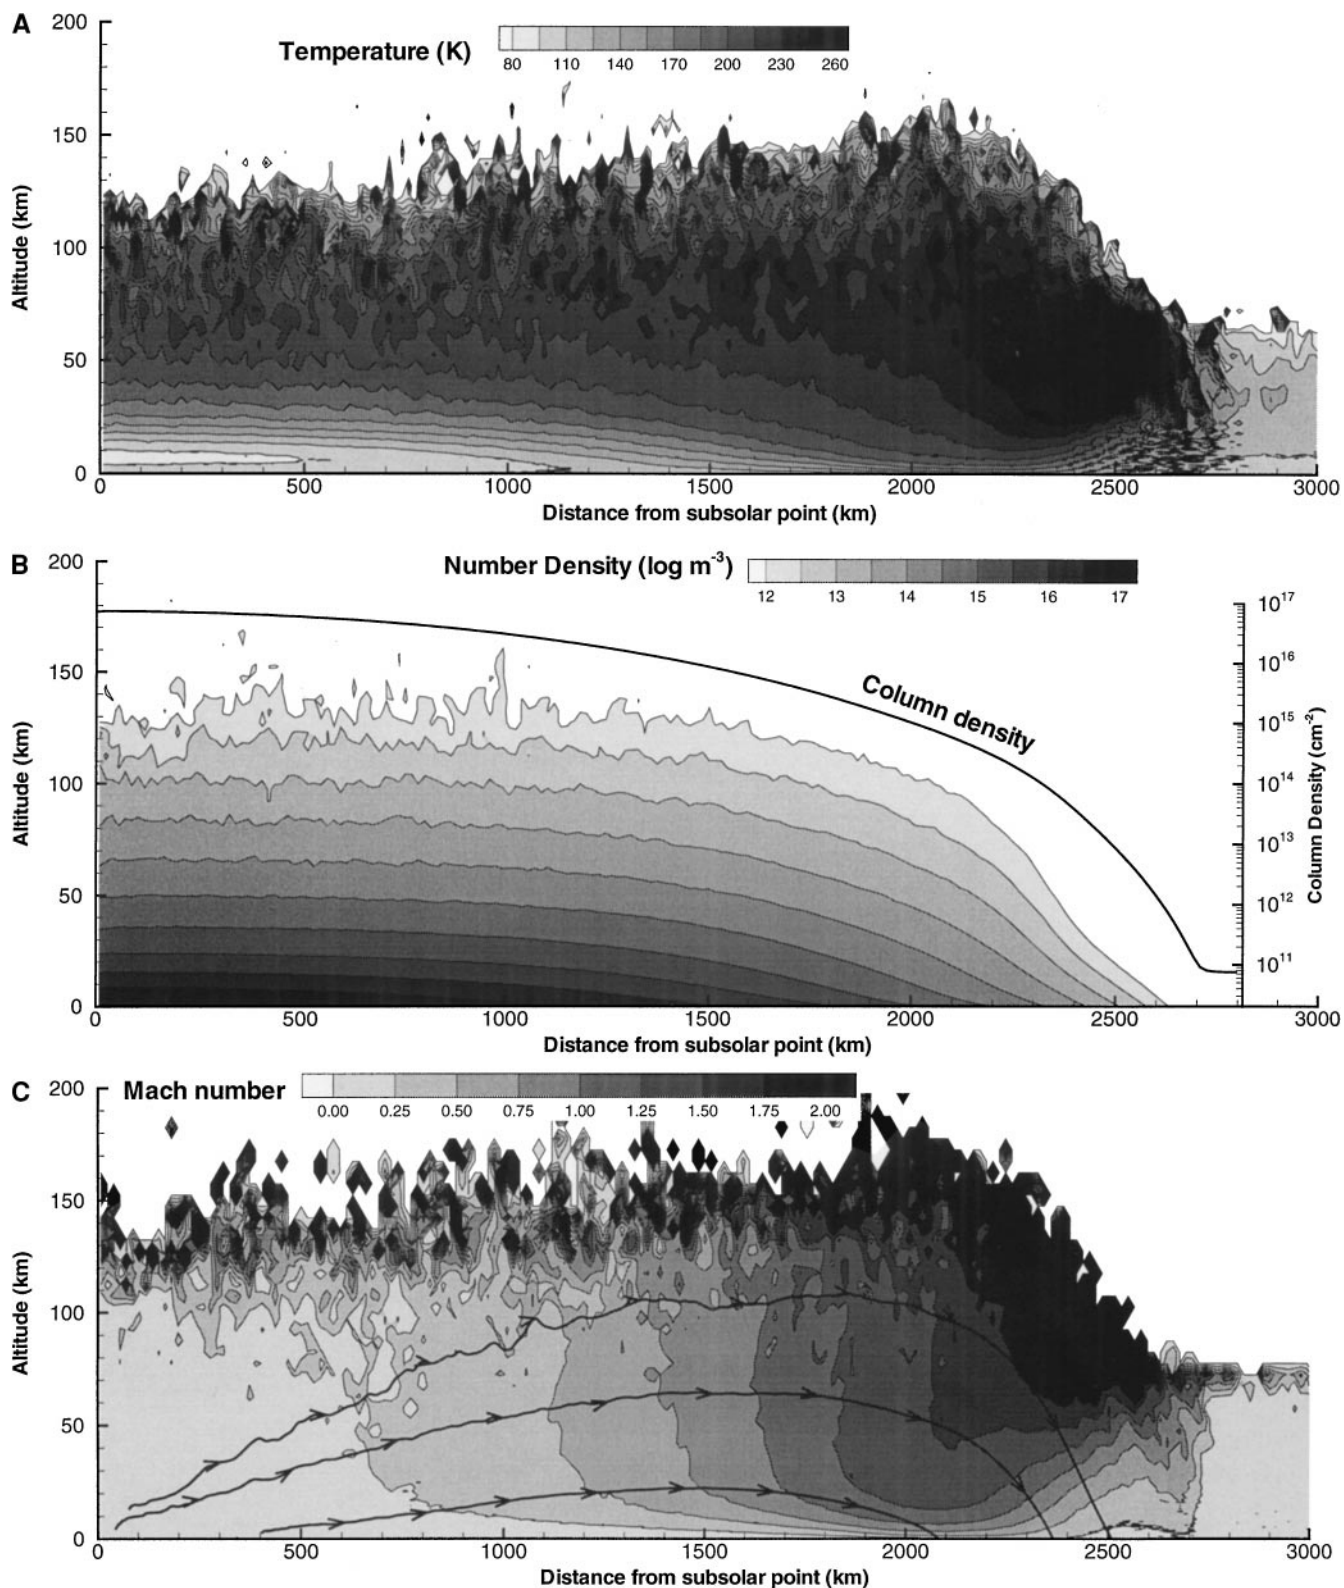 A
Temperature (K)
80 110 140 170 200 230 260
200
150
100
50
0
Altitude (km)
0 500 1000 1500 2000 2500 3000
Distance from subsolar point (km)
B
Number Density (log m-3)
12 13 14 15 16 17
200
150
100
50
0
Altitude (km)
Column density
10^17
10^16
10^15
10^14
10^13
10^12
10^11
Column Density (cm-2)
0 500 1000 1500 2000 2500 3000
Distance from subsolar point (km)
C
Mach number
0.00 0.25 0.50 0.75 1.00 1.25 1.50 1.75 2.00
200
150
100
50
0
Altitude (km)
0 500 1000 1500 2000 2500 3000
Distance from subsolar point (km)